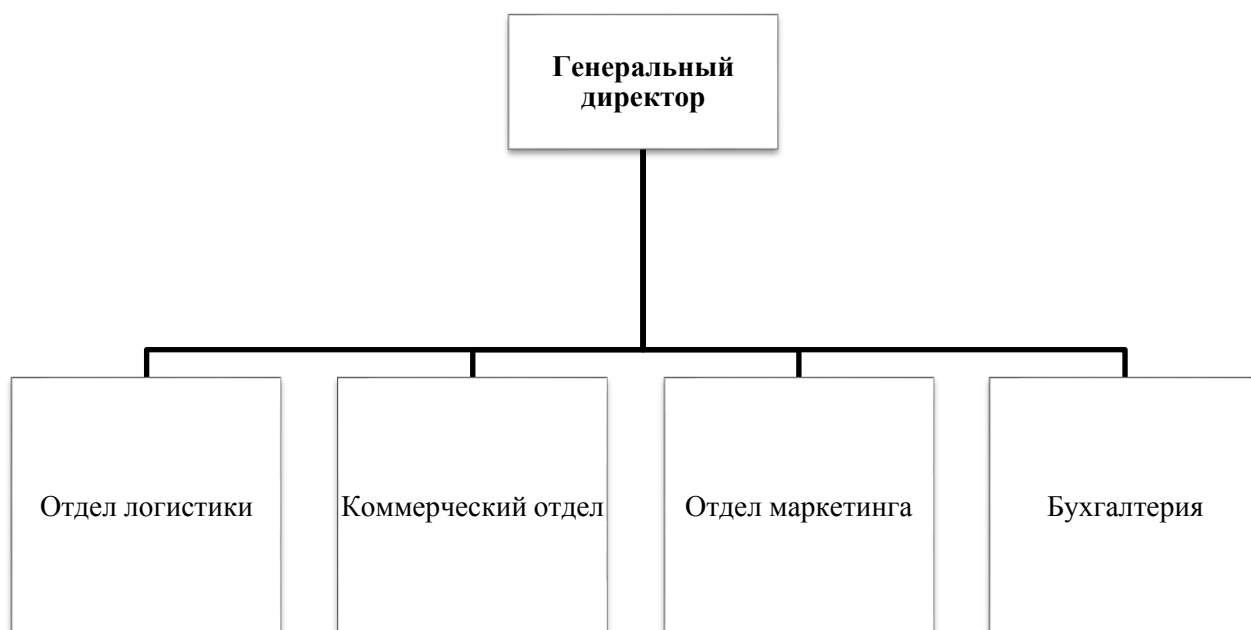 Генеральный
директор
Отдел логистики
Коммерческий отдел
Отдел маркетинга
Бухгалтерия